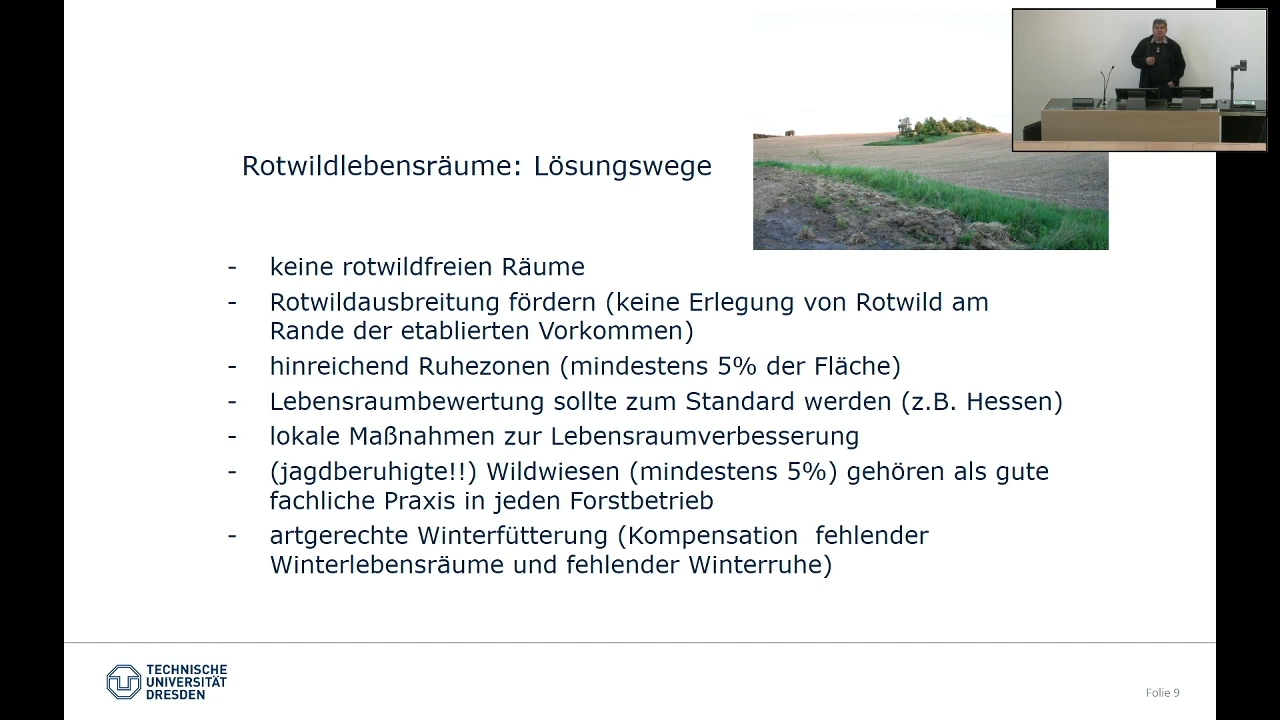 Rotwildlebensräume: Lösungswege
- keine rotwildfreien Räume
- Rotwildausbreitung fördern (keine Erlegung von Rotwild am
Rande der etablierten Vorkommen)
- hinreichend Ruhezonen (mindestens 5% der Fläche)
- Lebensraumbewertung sollte zum Standard werden (z.B. Hessen)
- lokale Maßnahmen zur Lebensraumverbesserung
- (jagdberuhigte!!) Wildwiesen (mindestens 5%) gehören als gute
fachliche Praxis in jeden Forstbetrieb
- artgerechte Winterfütterung (Kompensation  fehlender
Winterlebensräume und fehlender Winterruhe)
TECHNISCHE
UNIVERSITÄT
DRESDEN
Folie 9